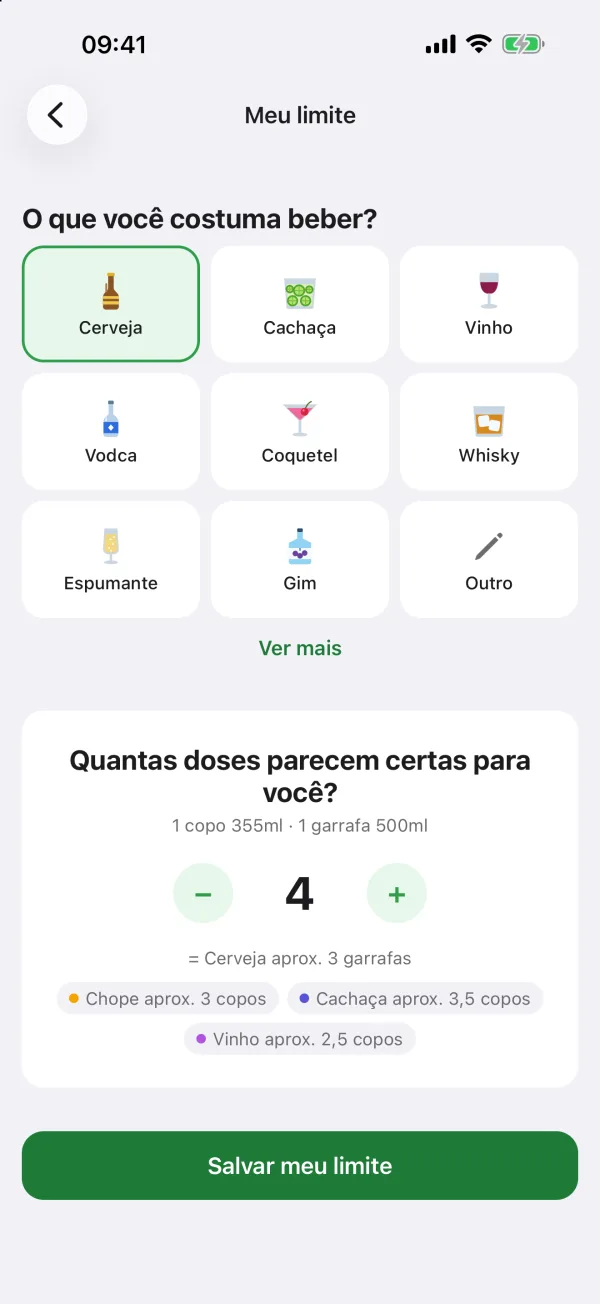 09:41
Meu limite
O que você costuma beber?
Cerveja
Cachaça
Vinho
Vodca
Coquetel
Whisky
Espumante
Gim
Outro
Ver mais
Quantas doses parecem certas para
você?
1 copo 355ml · 1 garrafa 500ml
− 4 +
= Cerveja aprox. 3 garrafas
Chope aprox. 3 copos
Cachaça aprox. 3,5 copos
Vinho aprox. 2,5 copos
Salvar meu limite